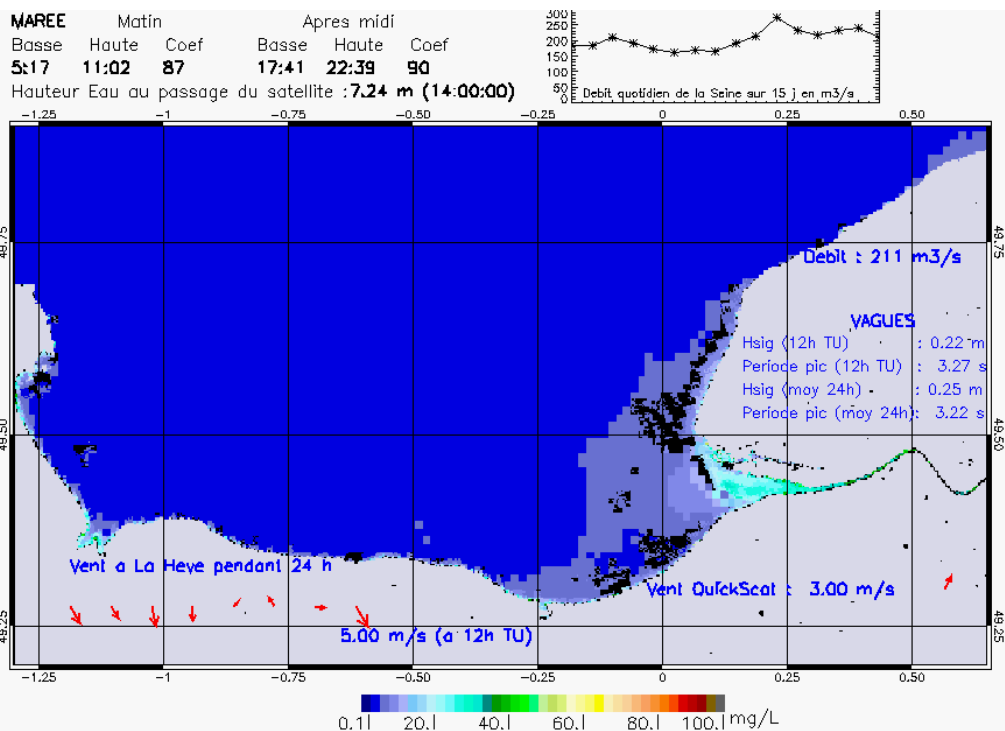 MAREE Matin Apres midi
Basse Haute Coef Basse Haute Coef
5:17 11:02 87 17:41 22:39 90
Hauteur Eau au passage du satellite : 7.24 m (14:00:00)
300
250
200
150
100
50
0
Debit quotidien de la Seine sur 15 j en m3/s
-1.25 -1 -0.75 -0.50 -0.25 0 0.25 0.50
49.75 49.75
Debit : 211 m3/s
VAGUES
Hsig (12h TU) : 0.22 m
Periode pic (12h TU) : 3.27 s
Hsig (moy 24h) : 0.25 m
Periode pic (moy 24h): 3.22 s
49.50 49.50
Vent a La Heve pendant 24 h
Vent QuickScat : 3.00 m/s
49.25 49.25
5.00 m/s (a 12h TU)
-1.25 -1 -0.75 -0.50 -0.25 0 0.25 0.50
0.1 20.1 40.1 60.1 80.1 100.1 mg/L